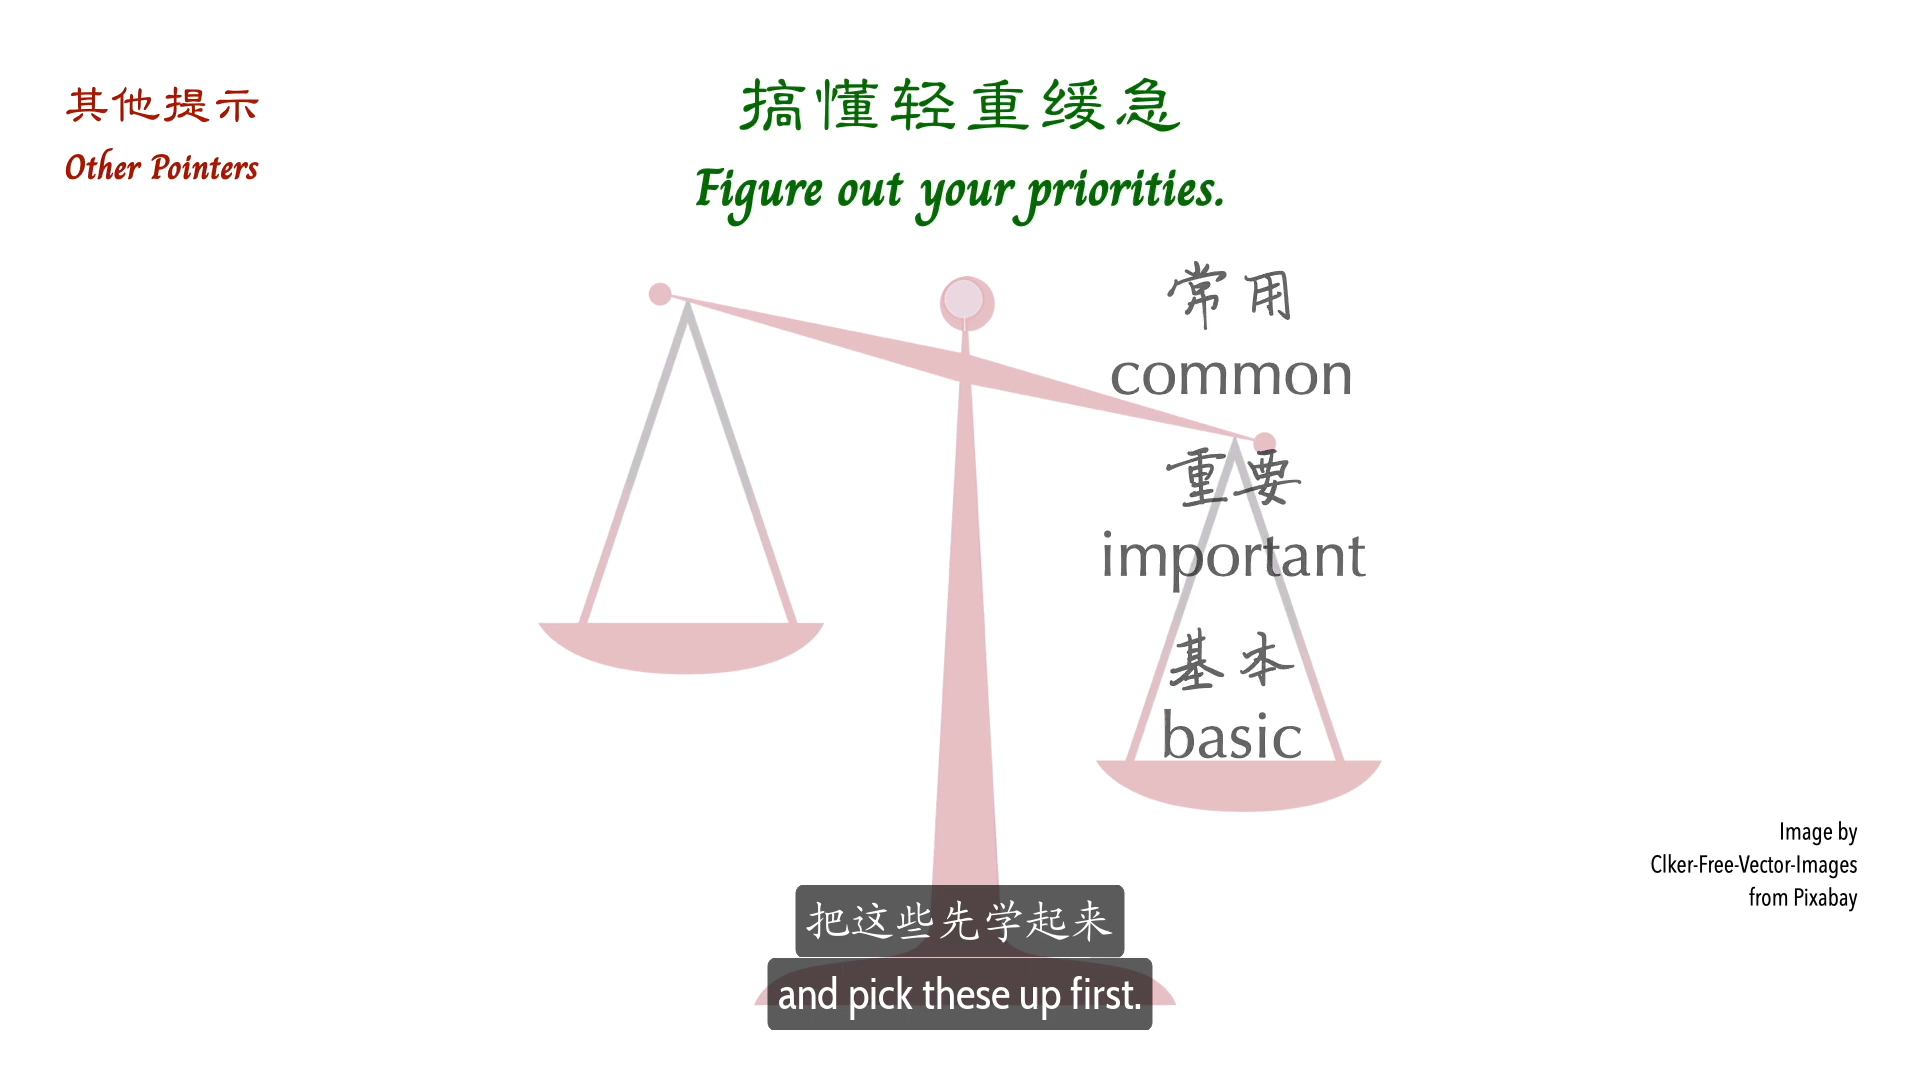 其他提示
Other Pointers
搞懂轻重缓急
Figure out your priorities.
常用
common
重要
important
基本
basic
Image by
Clker-Free-Vector-Images
from Pixabay
把这些先学起来
and pick these up first.